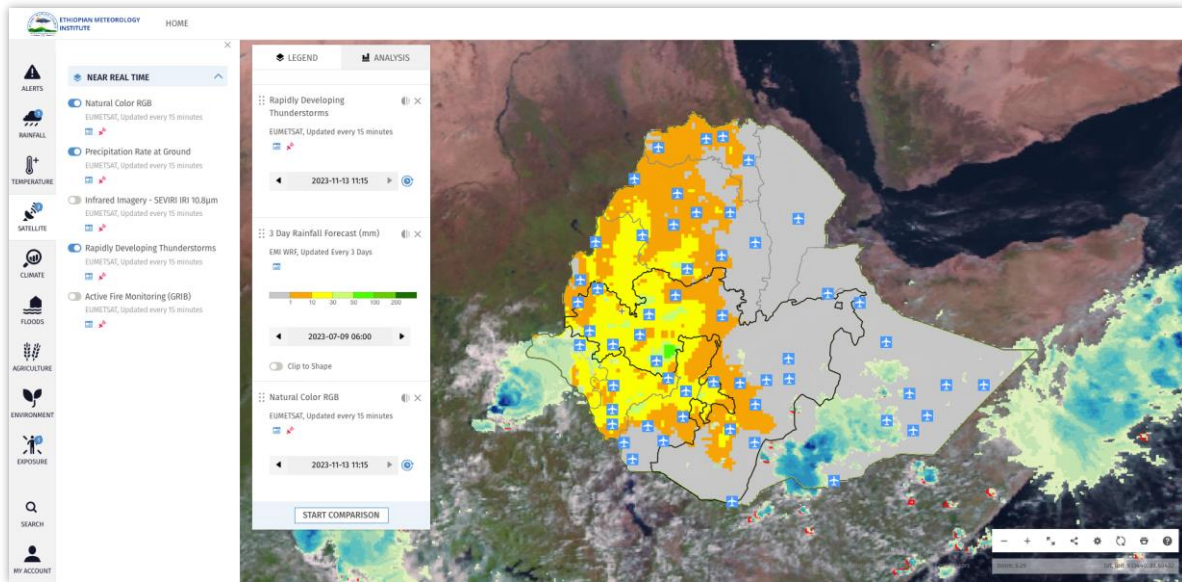 ETHIOPIAN METEOROLOGY
INSTITUTE
HOME
ALERTS
RAINFALL
TEMPERATURE
SATELLITE
CLIMATE
FLOODS
AGRICULTURE
ENVIRONMENT
EXPOSURE
SEARCH
MY ACCOUNT
NEAR REAL TIME
Natural Color RGB
EUMETSAT, Updated every 15 minutes
Precipitation Rate at Ground
EUMETSAT, Updated every 15 minutes
Infrared Imagery - SEVIRI IRI 10.8µm
EUMETSAT, Updated every 15 minutes
Rapidly Developing Thunderstorms
EUMETSAT, Updated every 15 minutes
Active Fire Monitoring (GRIB)
EUMETSAT, Updated every 15 minutes
LEGEND
ANALYSIS
Rapidly Developing
Thunderstorms
EUMETSAT, Updated every 15 minutes
2023-11-13 11:15
3 Day Rainfall Forecast (mm)
EMI WRF, Updated Every 3 Days
1 10 30 50 100 200
2023-07-09 06:00
Clip to Shape
Natural Color RGB
EUMETSAT, Updated every 15 minutes
2023-11-13 11:15
START COMPARISON